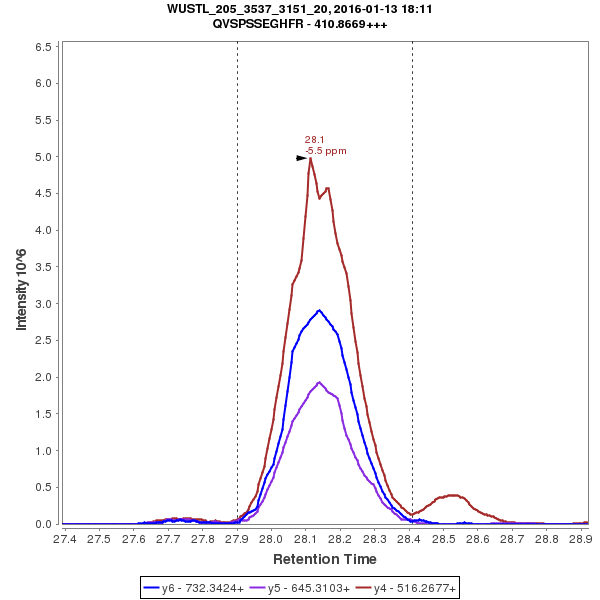 WUSTL_205_3537_3151_20, 2016-01-13 18:11
QVSPSSEGHFR - 410.8669+++
6.5
6.0
5.5
5.0
4.5
4.0
3.5
3.0
2.5
2.0
1.5
1.0
0.5
0.0
Intensity 10^6
28.1
-5.5 ppm
27.4 27.5 27.6 27.7 27.8 27.9 28.0 28.1 28.2 28.3 28.4 28.5 28.6 28.7 28.8 28.9
Retention Time
y6 - 732.3424+ y5 - 645.3103+ y4 - 516.2677+